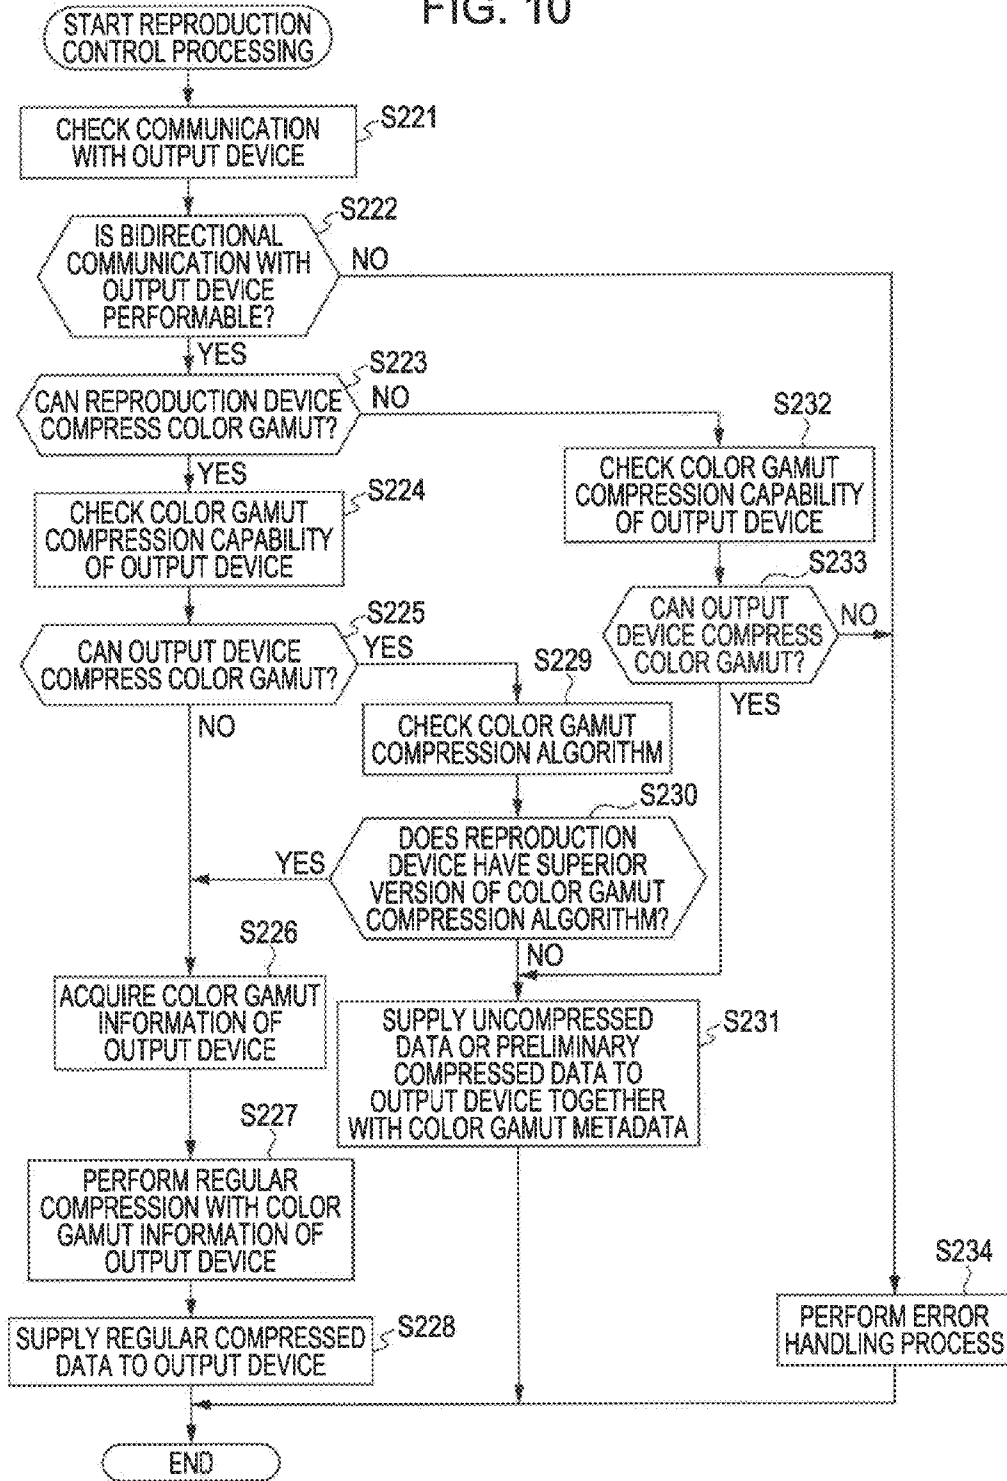 FIG. 10
START REPRODUCTION
CONTROL PROCESSING
S221
CHECK COMMUNICATION
WITH OUTPUT DEVICE
S222
IS BIDIRECTIONAL
COMMUNICATION WITH
OUTPUT DEVICE
PERFORMABLE?
NO
YES
S223
CAN REPRODUCTION DEVICE
COMPRESS COLOR GAMUT?
NO
YES
S232
CHECK COLOR GAMUT
COMPRESSION CAPABILITY
OF OUTPUT DEVICE
S224
CHECK COLOR GAMUT
COMPRESSION CAPABILITY
OF OUTPUT DEVICE
S233
CAN OUTPUT
DEVICE COMPRESS
COLOR GAMUT?
NO
YES
S225
CAN OUTPUT DEVICE
COMPRESS COLOR GAMUT?
YES
NO
S229
CHECK COLOR GAMUT
COMPRESSION ALGORITHM
S230
DOES REPRODUCTION
DEVICE HAVE SUPERIOR
VERSION OF COLOR GAMUT
COMPRESSION ALGORITHM?
YES
NO
S226
ACQUIRE COLOR GAMUT
INFORMATION OF
OUTPUT DEVICE
S231
SUPPLY UNCOMPRESSED
DATA OR PRELIMINARY
COMPRESSED DATA TO
OUTPUT DEVICE TOGETHER
WITH COLOR GAMUT METADATA
S227
PERFORM REGULAR
COMPRESSION WITH COLOR
GAMUT INFORMATION OF
OUTPUT DEVICE
S234
PERFORM ERROR
HANDLING PROCESS
S228
SUPPLY REGULAR COMPRESSED
DATA TO OUTPUT DEVICE
END